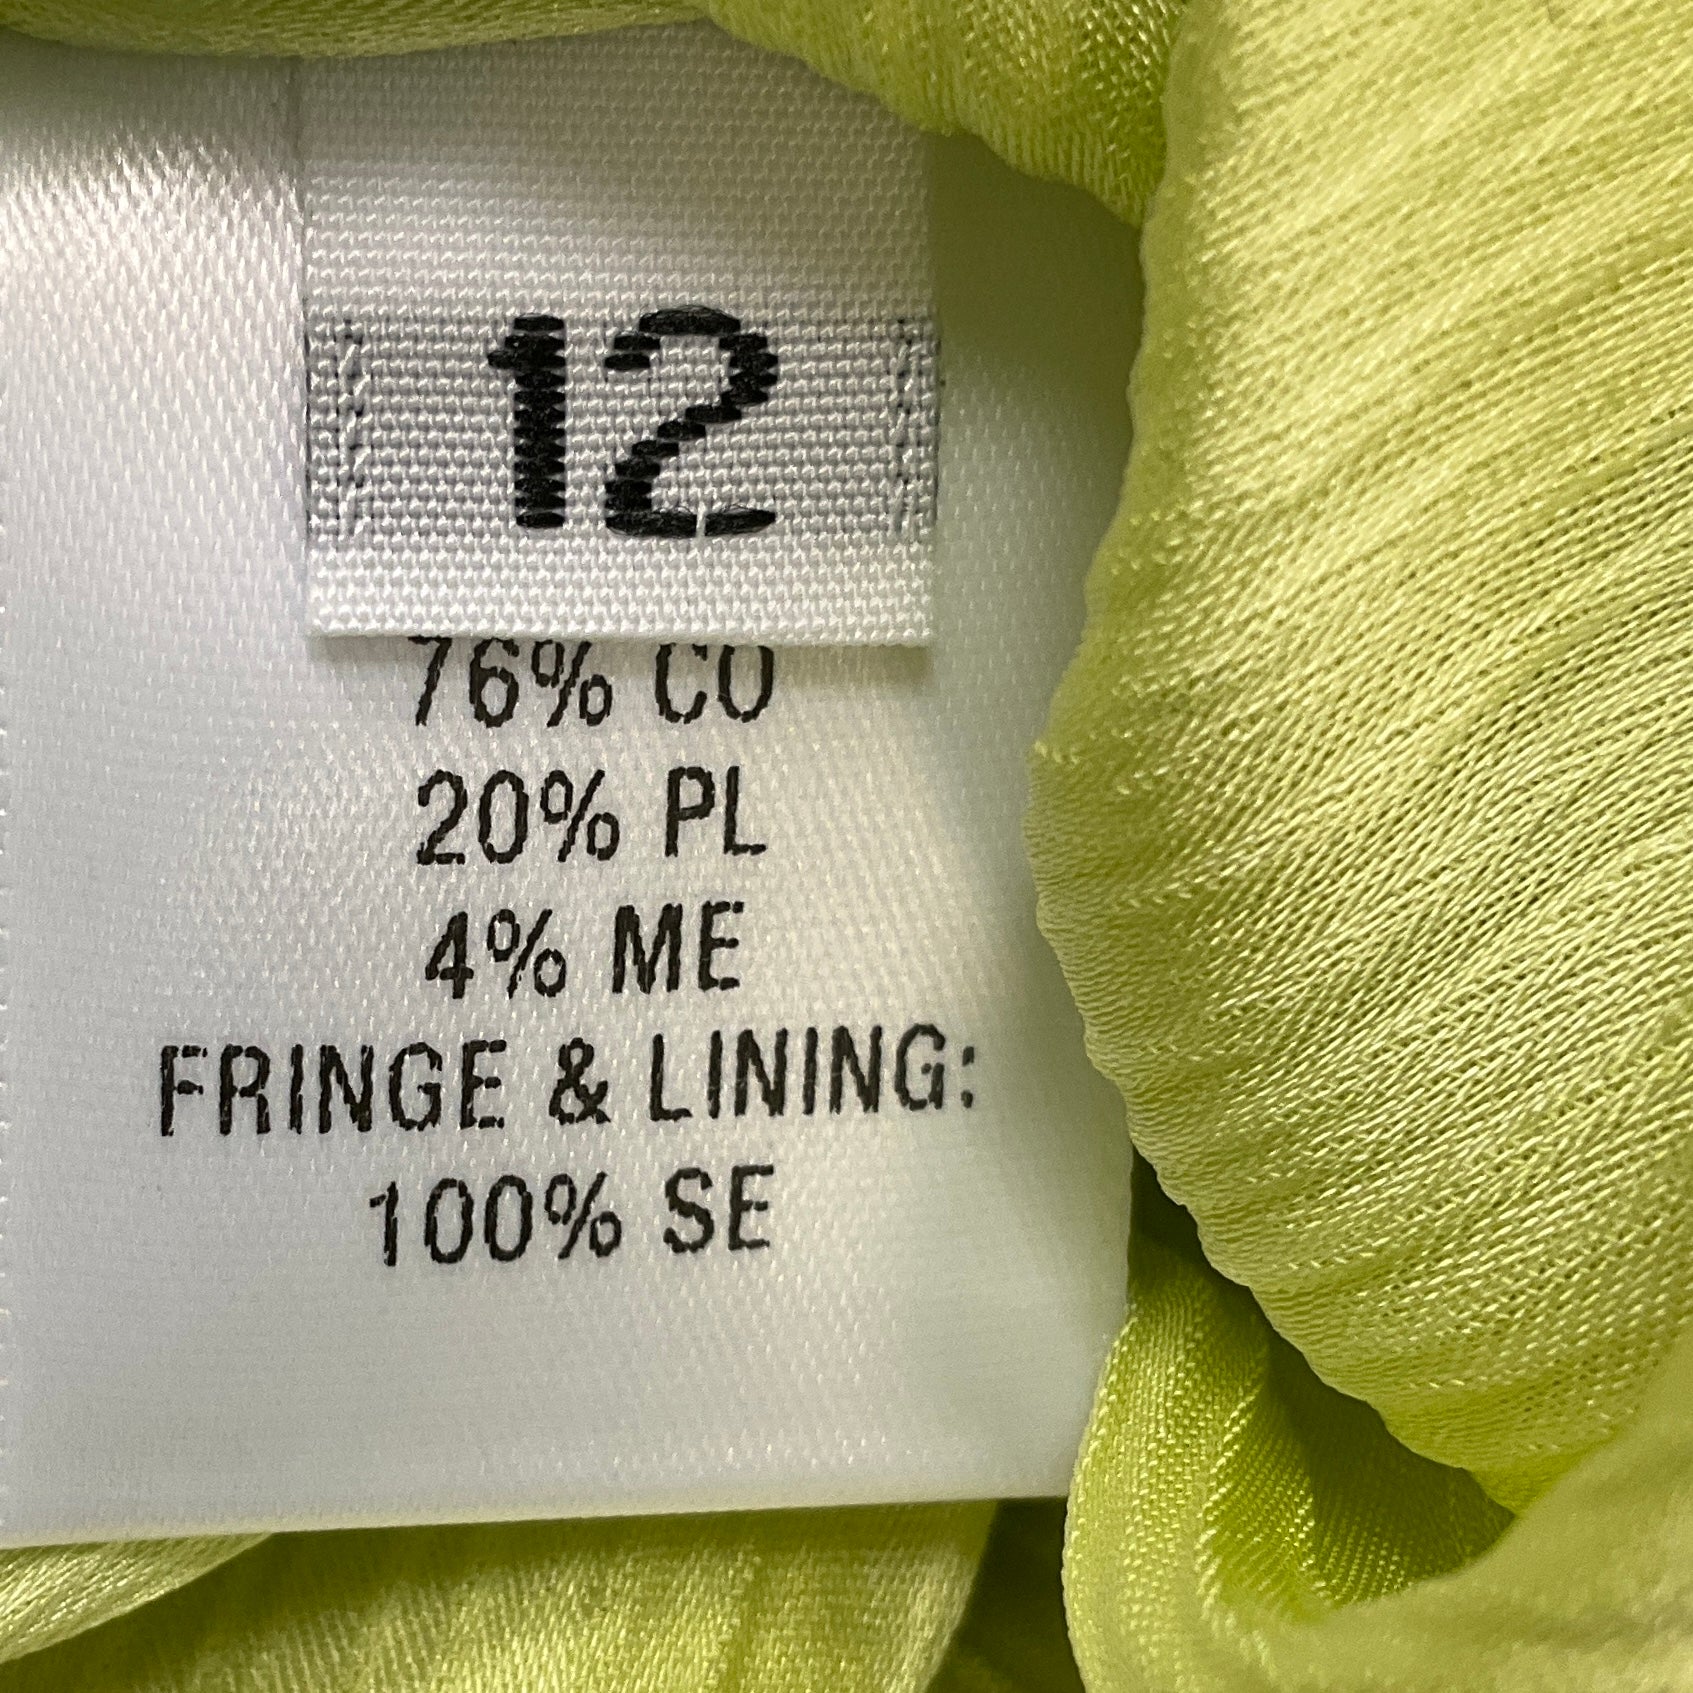 12
76% CO
20% PL
4% ME
FRINGE & LINING:
100% SE